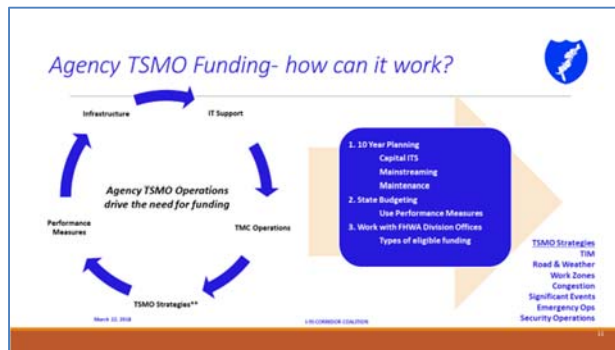 Agency TSMO Funding- how can it work?
Infrastructure
IT Support
Agency TSMO Operations
drive the need for funding
Performance
Measures
TMC Operations
TSMO Strategies**
1. 10 Year Planning
Capital ITS
Mainstreaming
Maintenance
2. State Budgeting
Use Performance Measures
3. Work with FHWA Division Offices
Types of eligible funding
TSMO Strategies
TIM
Road & Weather
Work Zones
Congestion
Significant Events
Emergency Ops
Security Operations
March 22, 2018
I-95 CORRIDOR COALITION